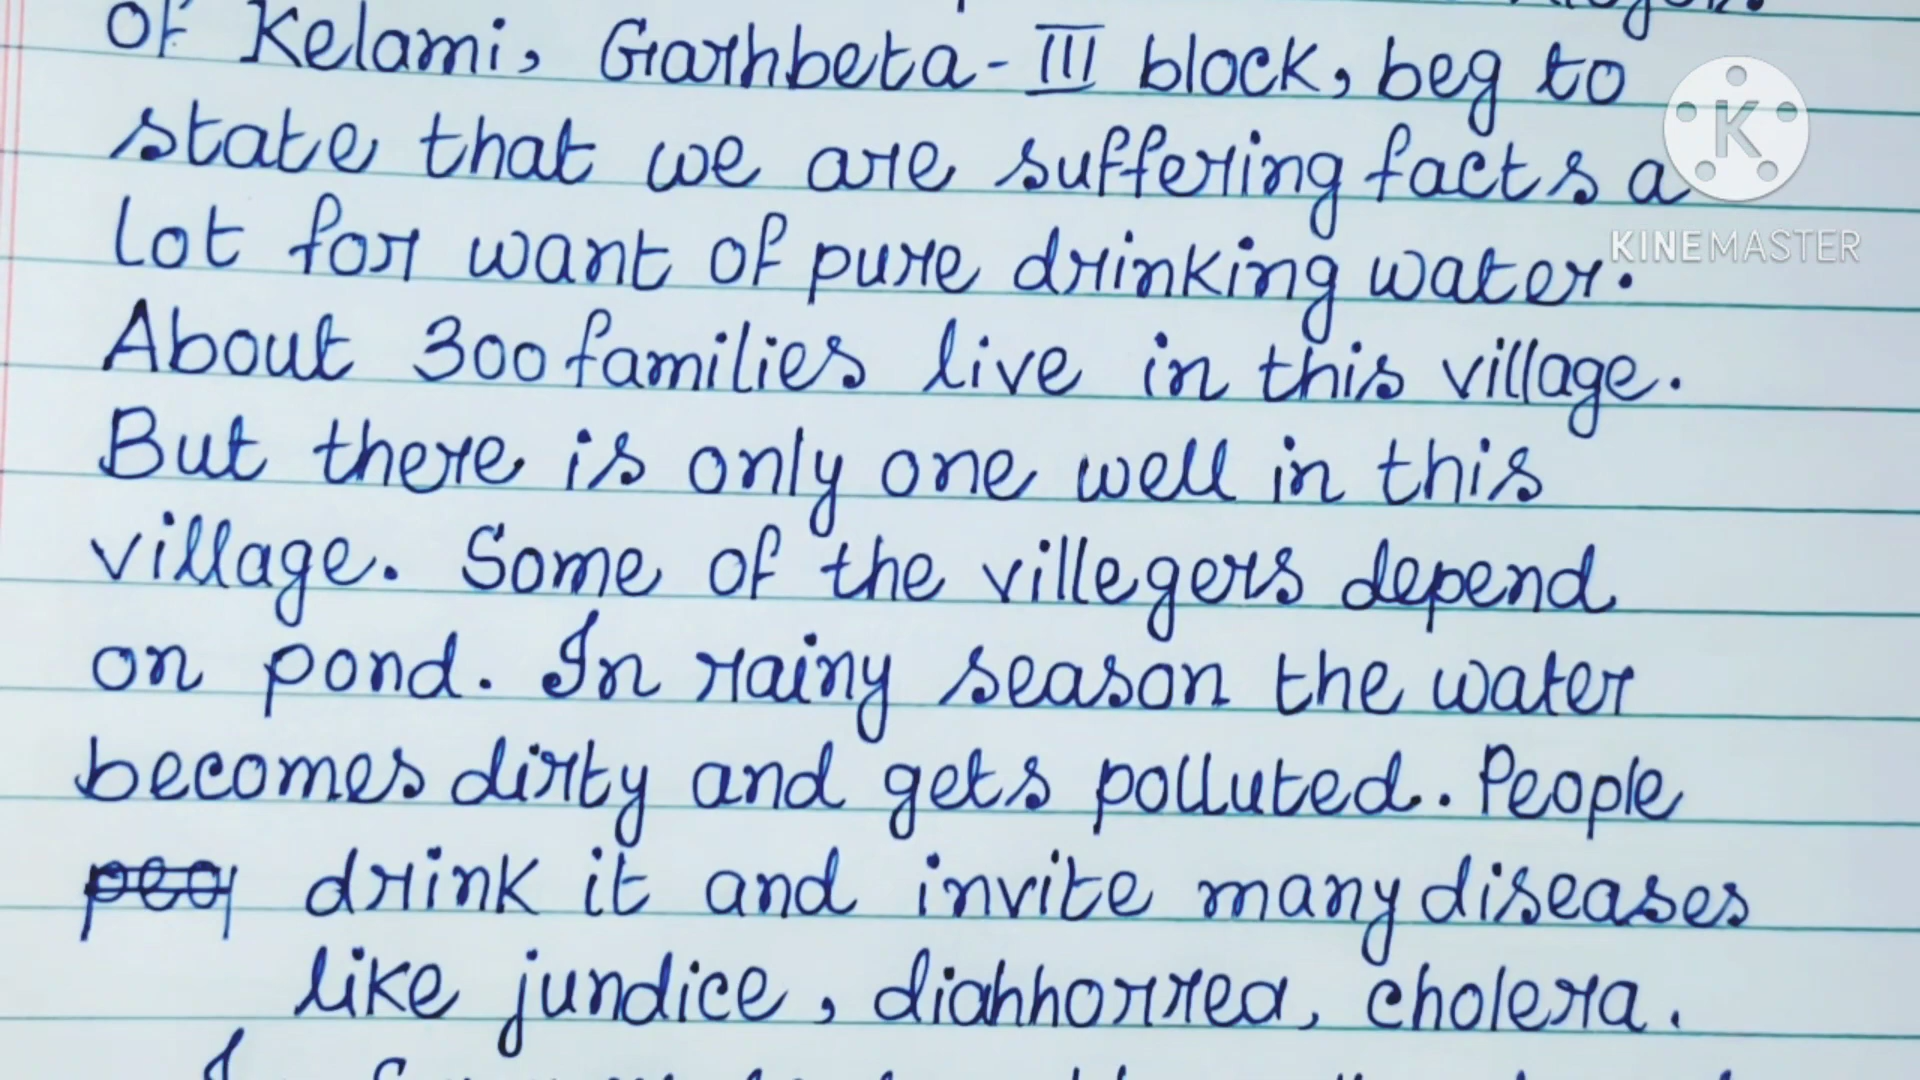 of Kelami, Garhbeta-III block, beg to
state that we are suffering facts a
lot for want of pure drinking water.
About 300 families live in this village.
But there is only one well in this
village. Some of the villegers depend
on pond. In rainy season the water
becomes dirty and gets polluted. People
drink it and invite many diseases
like jundice, diahhorrea, cholera.
K
KINEMASTER